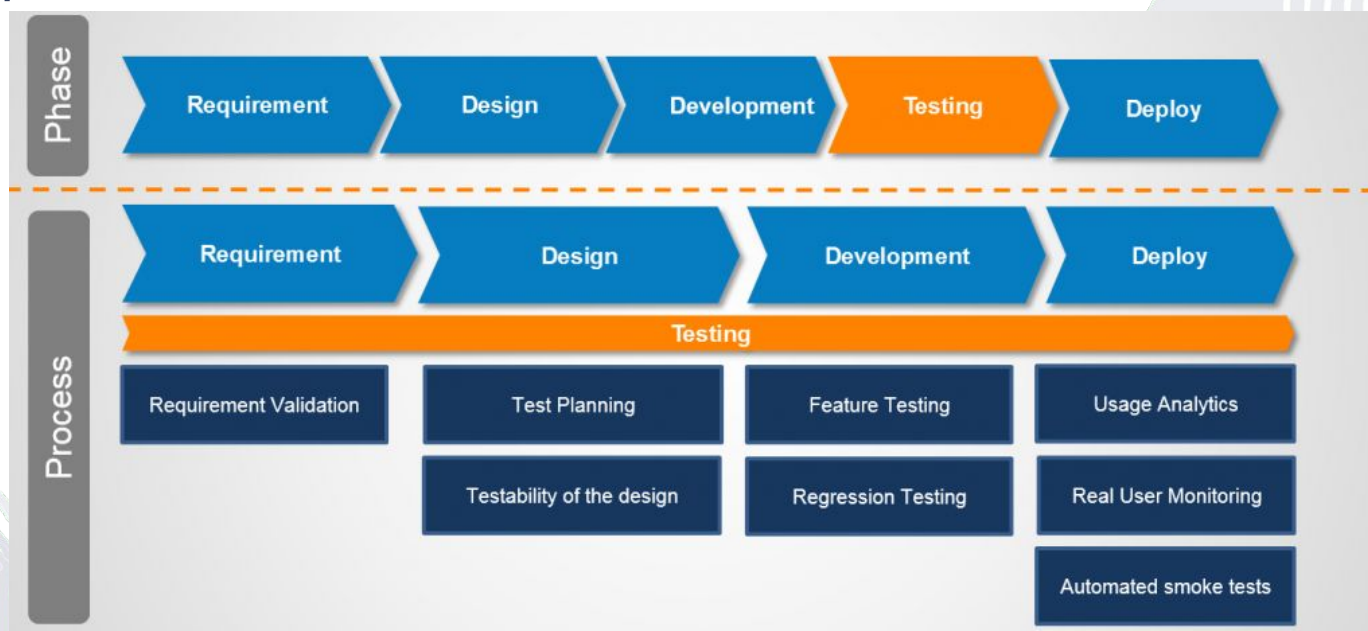 Phase
Requirement
Design
Development
Testing
Deploy
Process
Requirement
Design
Development
Deploy
Testing
Requirement Validation
Test Planning
Feature Testing
Usage Analytics
Testability of the design
Regression Testing
Real User Monitoring
Automated smoke tests